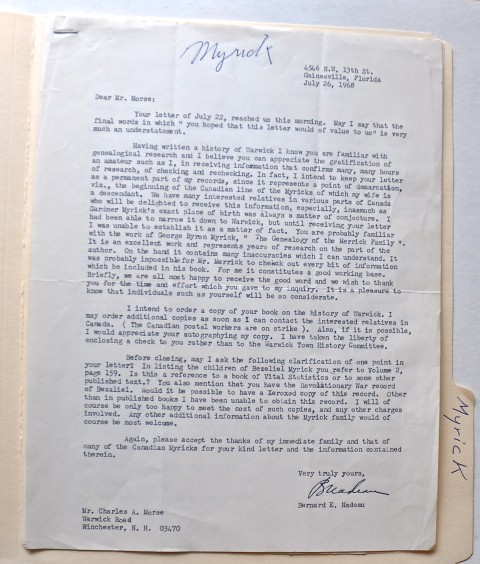 Myrick
4546 N.W. 13th St.
Gainesville, Florida
July 26, 1968
Dear Mr. Morse;
Your letter of July 22, reached us this morning. May I say that the
final words in which " you hoped that this letter would of value to us" is very
much an understatement.
Having written a history of Warwick I know you are familiar with
genealogical research and I believe you can appreciate the gratification of
an amateur such as I, in receiving information that confirms many, many hours
of research, of checking and rechecking. In fact, I intend to keep your letter
as a permanent part of my records, since it represents a point of demarcation,
viz., the beginning of the Canadian line of the Myricks of which my wife is
a descendant. We have many interested relatives in various parts of Canada
who will be delighted to receive this information, especially, inasmuch as
Gardner Myrick's exact place of birth was always a matter of conjecture. I
had been able to narrow it down to Warwick, but until receiving your letter
I was unable to establish it as a matter of fact. You are probably familiar
with the work of George Byron Myrick, " The Genealogy of the Merrick Family ".
It is an excellent work and represents years of research on the part of the
author. On the hand it contains many inaccuracies which I can understand. It
was probably impossible for Mr. Merrick to check out every bit of information
which he included in his book. For me it constitutes a good working base.
Briefly, we are all most happy to receive the good word and we wish to thank
you for the time and effort which you gave to my inquiry. It is a pleasure to
know that individuals such as yourself will be so considerate.
I intend to order a copy of your book on the history of Warwick. I
may order additional copies as soon as I can contact the interested relatives in
Canada. ( The Canadian postal workers are on strike ). Also, if it is possible,
I would appreciate your autographing my copy. I have taken the liberty of
enclosing a check to you rather than to the Warwick Town History Committee.
Before closing, may I ask the following clarification of one point in
your letter? In listing the children of Bezaliel Myrick you refer to Volume 2,
page 159. Is this a reference to a book of Vital Statistics or to some other
published text.? You also mention that you have the Revolutionary War record
of Bezaliel. Would it be possible to have a Xeroxed copy of this record. Other
than in published books I have been unable to obtain this record. I will of
course be only too happy to meet the cost of such copies, and any other charges
involved. Any other additional information about the Myrick family would of
course be most welcome.
Again, please accept the thanks of my immediate family and that of
many of the Canadian Myricks for your kind letter and the information contained
therein.
Very truly yours,
Bernard E. Nadeau
Mr. Charles A. Morse
Warwick Road
Winchester, N. H. 03470
Myrick